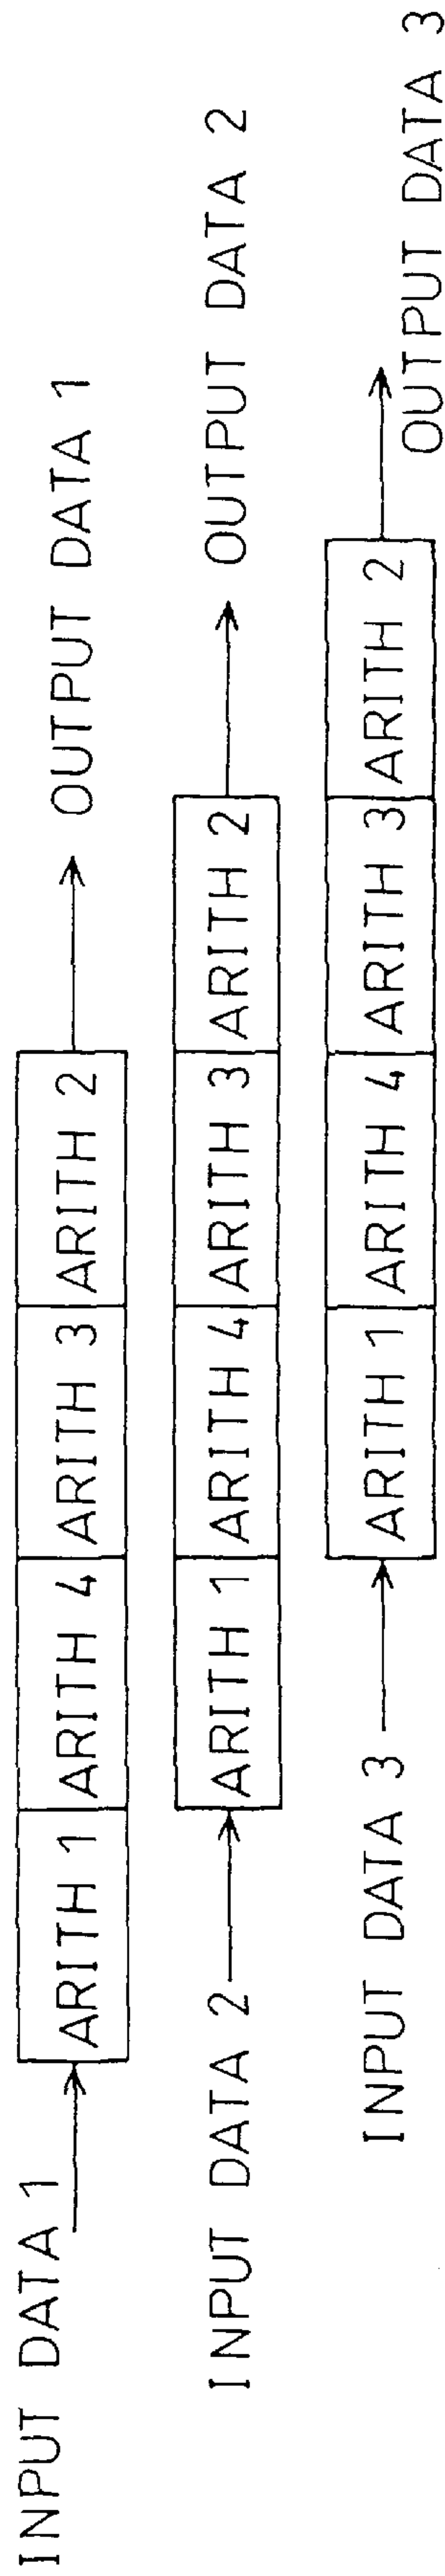 INPUT DATA 1 ARITH 1 ARITH 4 ARITH 3 ARITH 2 OUTPUT DATA 1
INPUT DATA 2 ARITH 1 ARITH 4 ARITH 3 ARITH 2 OUTPUT DATA 2
INPUT DATA 3 ARITH 1 ARITH 4 ARITH 3 ARITH 2 OUTPUT DATA 3